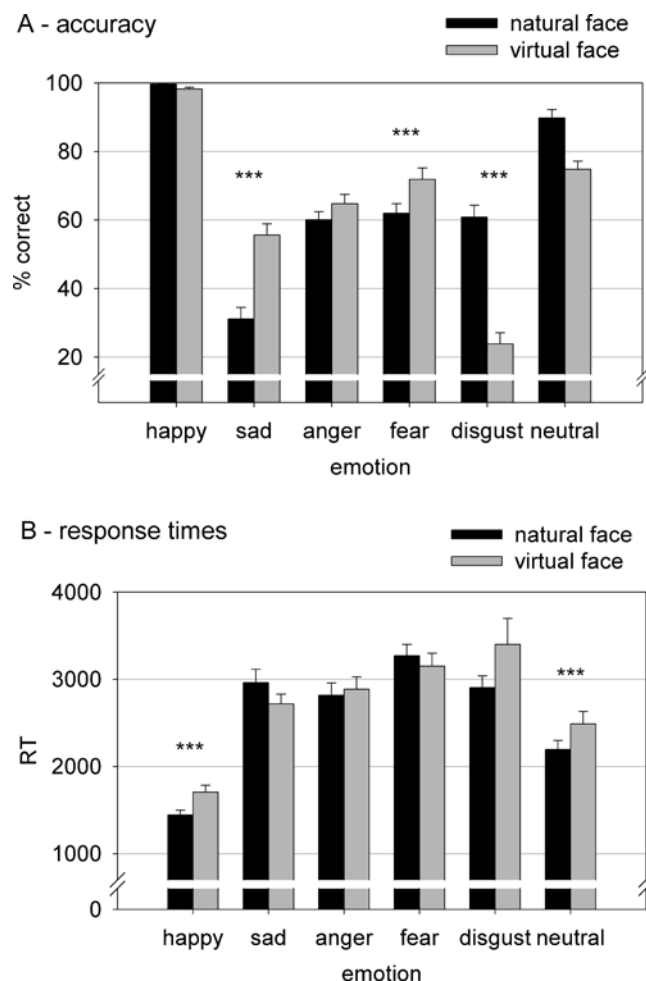 A - accuracy
natural face
virtual face
100
80
60
40
20
% correct
***
***
***
happy sad anger fear disgust neutral
emotion
B - response times
natural face
virtual face
4000
3000
2000
1000
0
RT
***
***
happy sad anger fear disgust neutral
emotion